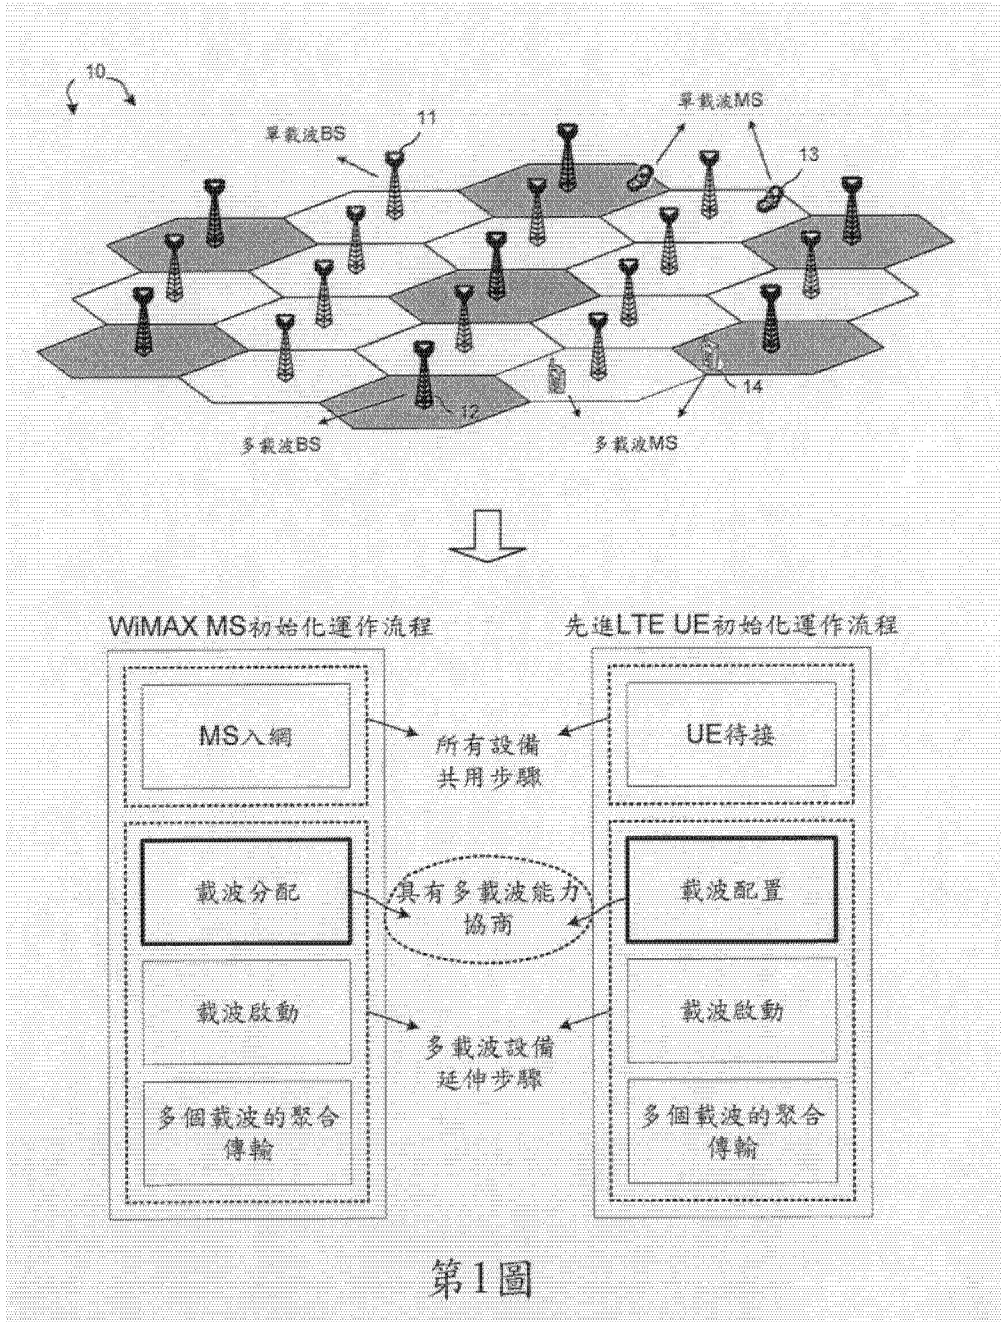 10
11
單載波BS
單載波MS
13
14
12
多載波BS
多載波MS
WiMAX MS初始化運作流程
先進LTE UE初始化運作流程
MS入網
UE待接
所有設備
共用步驟
載波分配
具有多載波能力
協商
載波配置
載波啟動
載波啟動
多載波設備
延伸步驟
多個載波的聚合
傳輸
多個載波的聚合
傳輸
第1圖